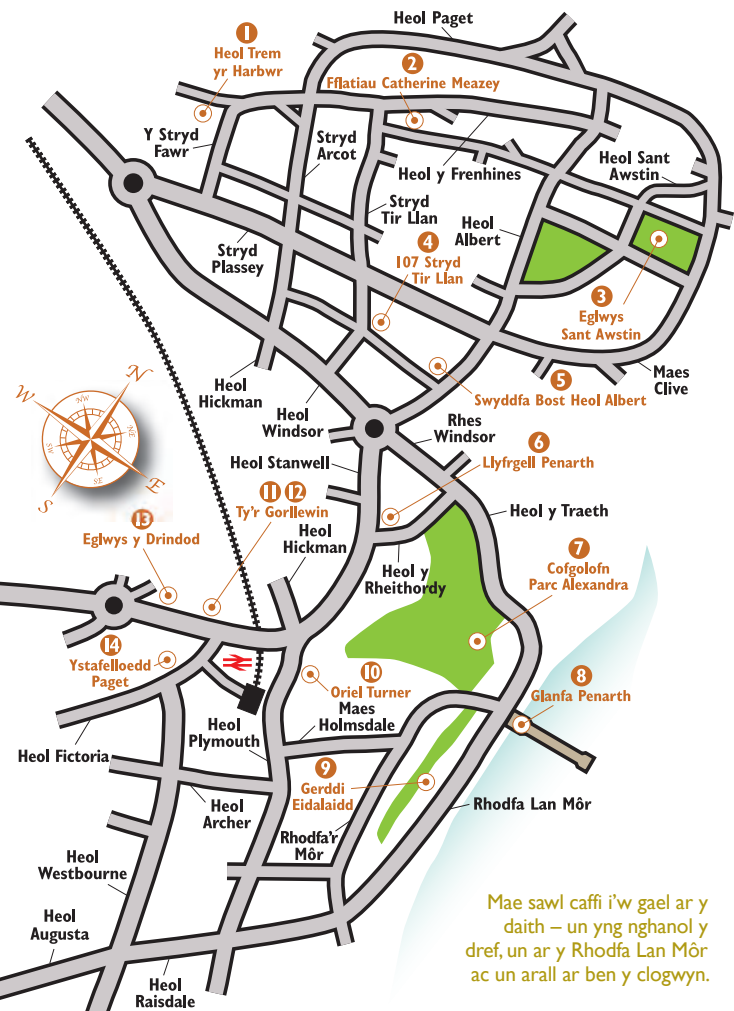 Heol Paget
1
Heol Trem
yr Harbwr
2
Fflatiau Catherine Meazey
Y Stryd
Fawr
Stryd
Arcot
Heol y Frenhines
Heol Sant
Awstin
Stryd
Tir Llan
Heol
Albert
Stryd
Plassey
4
107 Stryd
Tir Llan
3
Eglwys
Sant Awstin
Maes
Clive
5
Swyddfa Bost Heol Albert
Heol
Hickman
Heol
Windsor
Rhes
Windsor
N
NE
E
SE
S
SW
W
NW
Heol Stanwell
6
Llyfrgell Penarth
11 12
Ty'r Gorllewin
13
Eglwys y Drindod
Heol
Hickman
Heol y Traeth
Heol y
Rheithordy
7
Cofgolofn
Parc Alexandra
14
Ystafelloedd
Paget
10
Oriel Turner
8
Glanfa Penarth
Maes
Holmsdale
Heol
Plymouth
Heol Fictoria
9
Gerddi
Eidalaidd
Heol
Archer
Rhodfa Lan Môr
Rhodfa'r
Môr
Heol
Westbourne
Heol
Augusta
Heol
Raisdale
Mae sawl caffi i'w gael ar y
daith – un yng nghanol y
dref, un ar y Rhodfa Lan Môr
ac un arall ar ben y clogwyn.